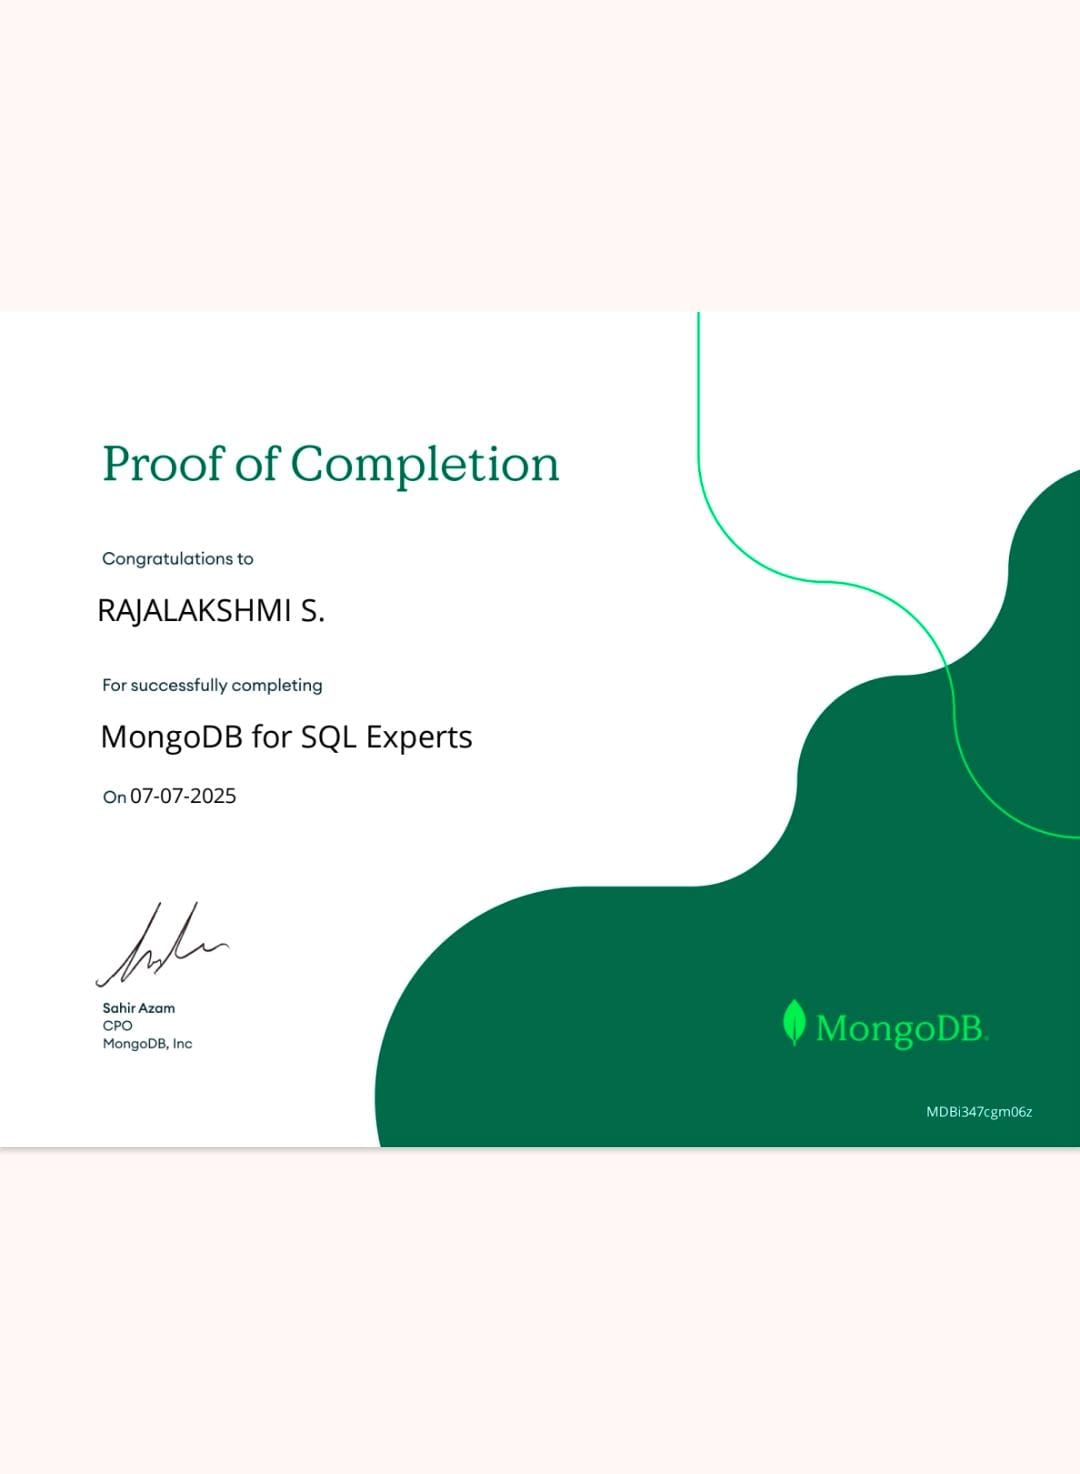 Proof of Completion
Congratulations to
RAJALAKSHMI S.
For successfully completing
MongoDB for SQL Experts
On 07-07-2025
Sahir Azam
CPO
MongoDB, Inc
MongoDB.
MDBi347cgm06z